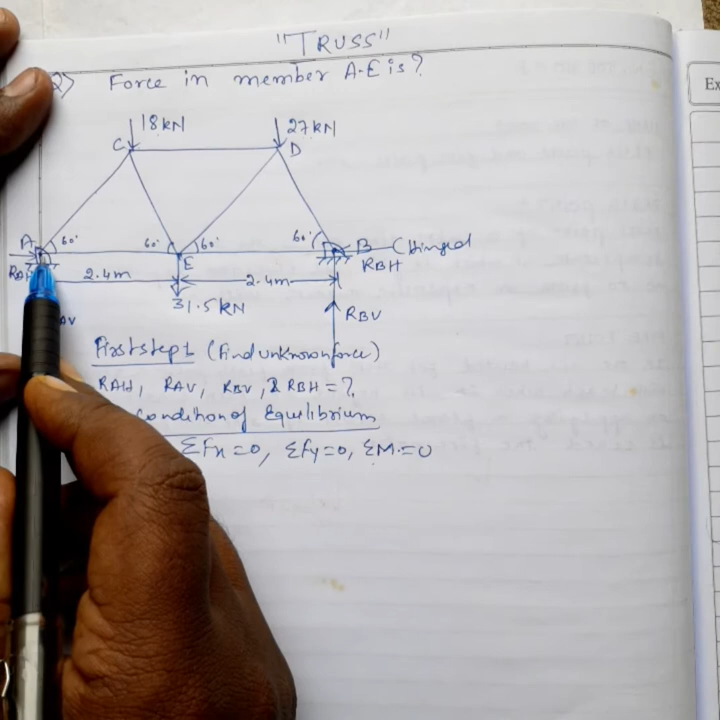 "TRUSS"
Force in member A-E is?
18kN
27kN
C
D
A
60°
60°
60°
60°
B
(Hinged
RBH
E
2.4m
2.4m
31.5kN
RBV
AV
First step 1 (Find unknown force)
RAH, RAV, RBV, & RBH = ?
Condition of Equilibrium
ΣFx = 0, ΣFy = 0, ΣM = 0
Ex